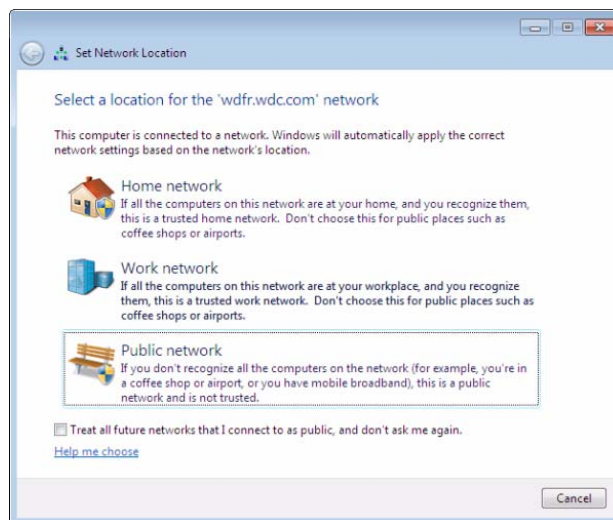 Set Network Location
Select a location for the 'wdfr.wdc.com' network
This computer is connected to a network. Windows will automatically apply the correct
network settings based on the network's location.
Home network
If all the computers on this network are at your home, and you recognize them,
this is a trusted home network. Don't choose this for public places such as
coffee shops or airports.
Work network
If all the computers on this network are at your workplace, and you recognize
them, this is a trusted work network. Don't choose this for public places such as
coffee shops or airports.
Public network
If you don't recognize all the computers on the network (for example, you're in
a coffee shop or airport, or you have mobile broadband), this is a public
network and is not trusted.
Treat all future networks that I connect to as public, and don't ask me again.
Help me choose
Cancel